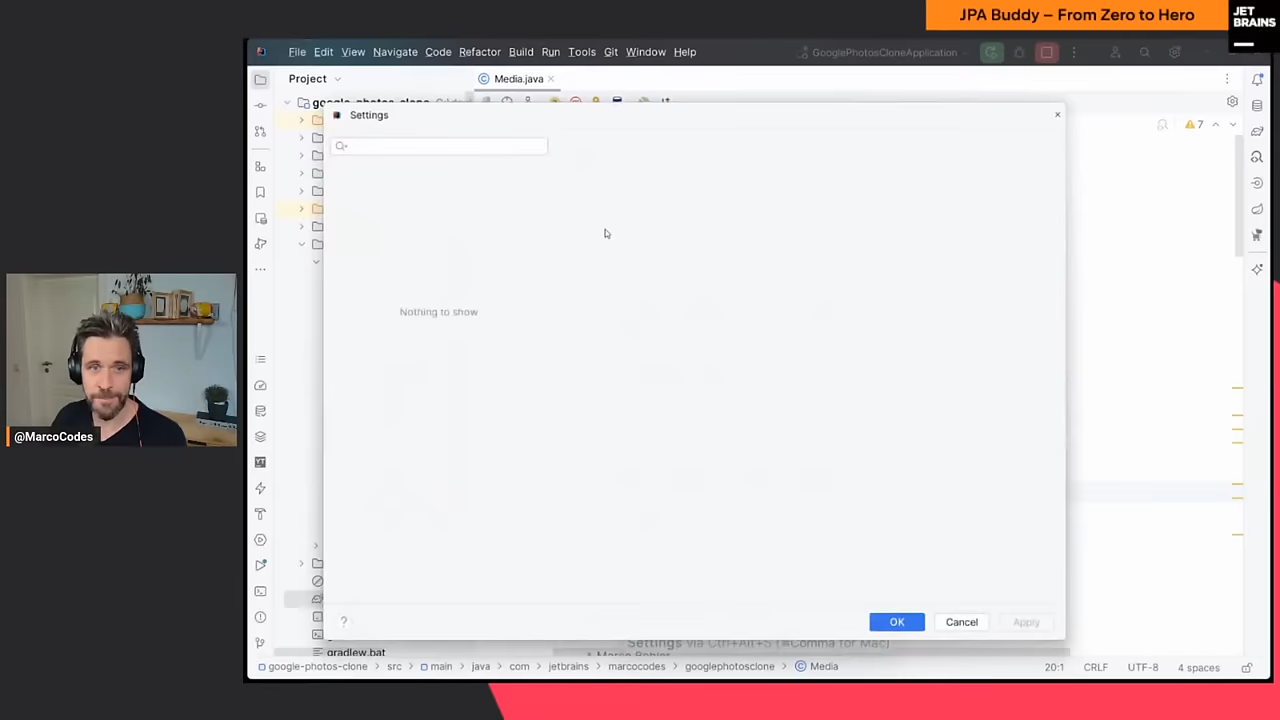 JPA Buddy – From Zero to Hero
JET
BRAINS
File Edit View Navigate Code Refactor Build Run Tools Git Window Help
GooglePhotosCloneApplication
Project
Media.java
google-photos-clone
7
Settings
Nothing to show
@MarcoCodes
?
OK
Cancel
Apply
Settings via Ctrl+Alt+S (⌘Comma for Mac)
gradlew.bat
google-photos-clone
src
main
java
com
jetbrains
marcocodes
googlephotosclone
Media
20:1
CRLF
UTF-8
4 spaces